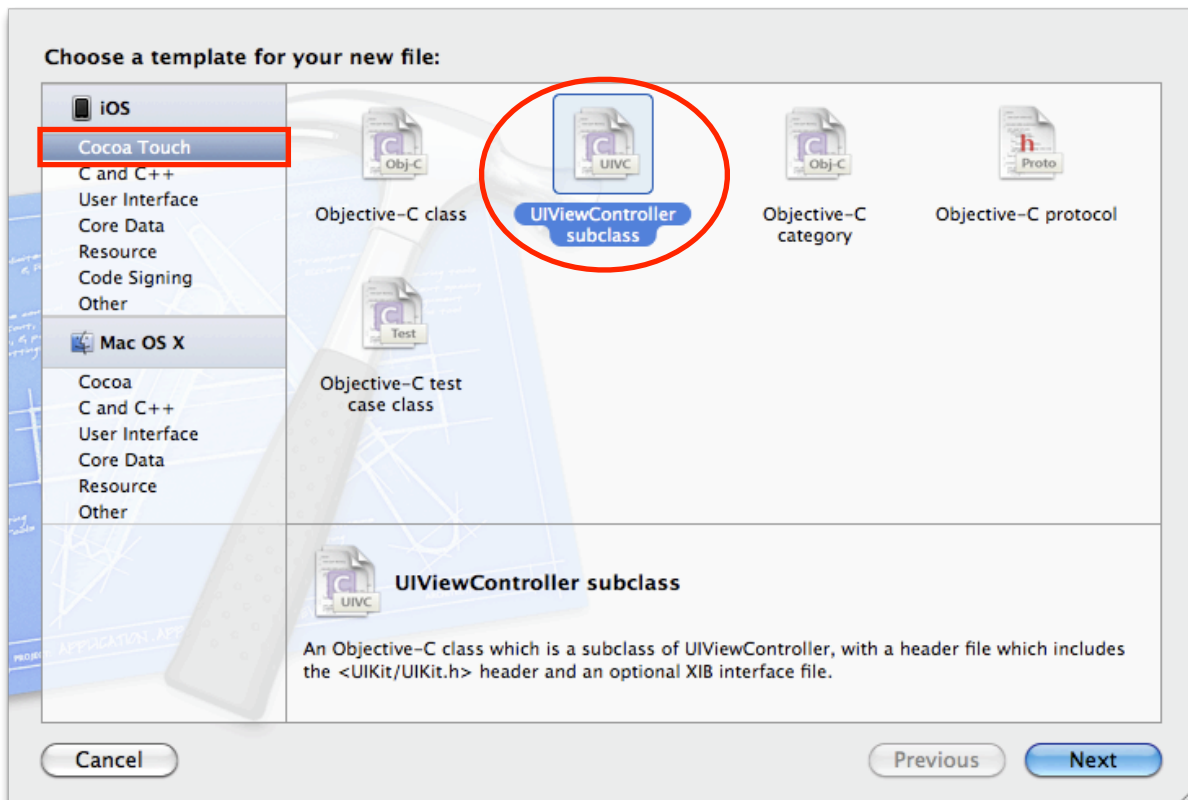 Choose a template for your new file:
iOS
Cocoa Touch
C and C++
User Interface
Core Data
Resource
Code Signing
Other
Mac OS X
Cocoa
C and C++
User Interface
Core Data
Resource
Other
Obj-C
Objective-C class
UIVC
UIViewController
subclass
Obj-C
Objective-C
category
h
Proto
Objective-C protocol
Test
Objective-C test
case class
C
UIVC
UIViewController subclass
An Objective-C class which is a subclass of UIViewController, with a header file which includes
the <UIKit/UIKit.h> header and an optional XIB interface file.
Cancel
Previous
Next